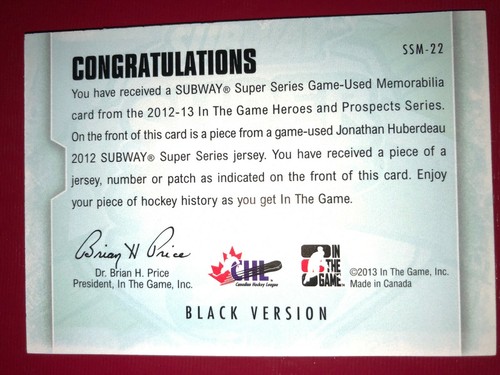 SSM-22
CONGRATULATIONS
You have received a SUBWAY® Super Series Game-Used Memorabilia
card from the 2012-13 In The Game Heroes and Prospects Series.
On the front of this card is a piece from a game-used Jonathan Huberdeau
2012 SUBWAY® Super Series jersey. You have received a piece of a
jersey, number or patch as indicated on the front of this card. Enjoy
your piece of hockey history as you get In The Game.
Brian H Price
Dr. Brian H. Price
President, In The Game, Inc.
CHL
Canadian Hockey League
IN
THE
GAME
©2013 In The Game, Inc.
Made in Canada
BLACK VERSION